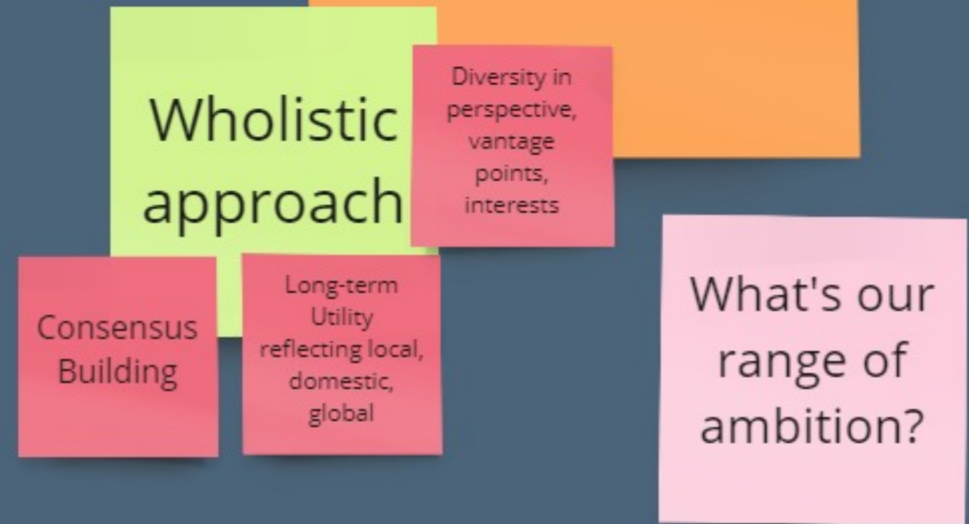 Wholistic
approach
Diversity in
perspective,
vantage
points,
interests
Consensus
Building
Long-term
Utility
reflecting local,
domestic,
global
What's our
range of
ambition?